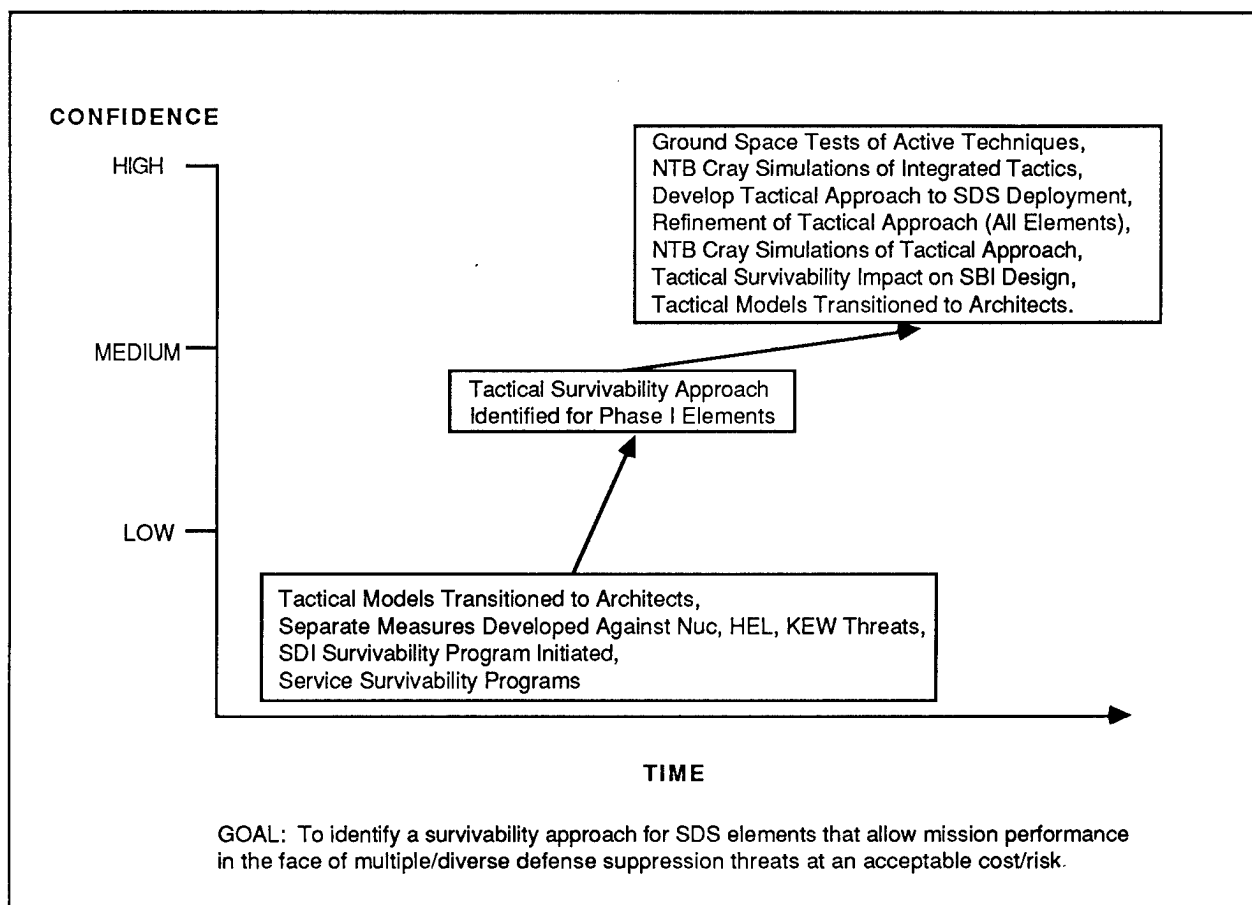 CONFIDENCE
HIGH
MEDIUM
LOW
Ground Space Tests of Active Techniques,
NTB Cray Simulations of Integrated Tactics,
Develop Tactical Approach to SDS Deployment,
Refinement of Tactical Approach (All Elements),
NTB Cray Simulations of Tactical Approach,
Tactical Survivability Impact on SBI Design,
Tactical Models Transitioned to Architects.
Tactical Survivability Approach
Identified for Phase I Elements
Tactical Models Transitioned to Architects,
Separate Measures Developed Against Nuc, HEL, KEW Threats,
SDI Survivability Program Initiated,
Service Survivability Programs
TIME
GOAL: To identify a survivability approach for SDS elements that allow mission performance
in the face of multiple/diverse defense suppression threats at an acceptable cost/risk.